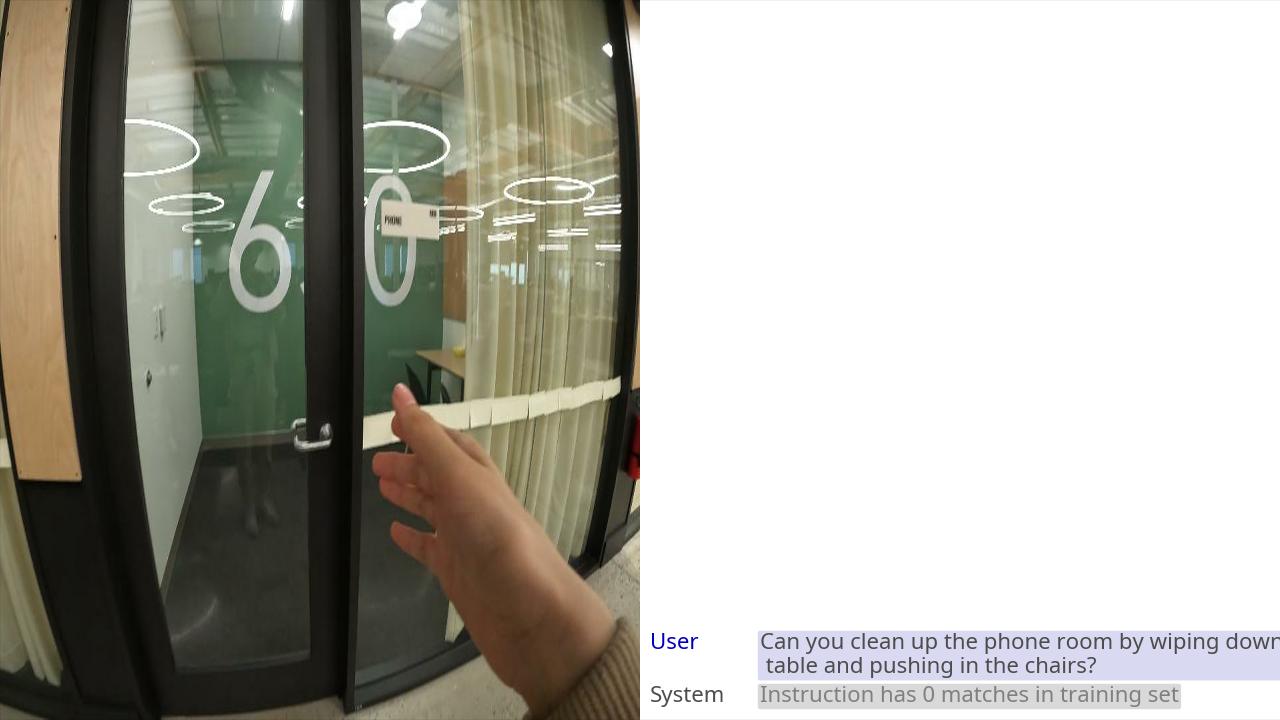 60
PHONE
User
Can you clean up the phone room by wiping down
table and pushing in the chairs?
System
Instruction has 0 matches in training set